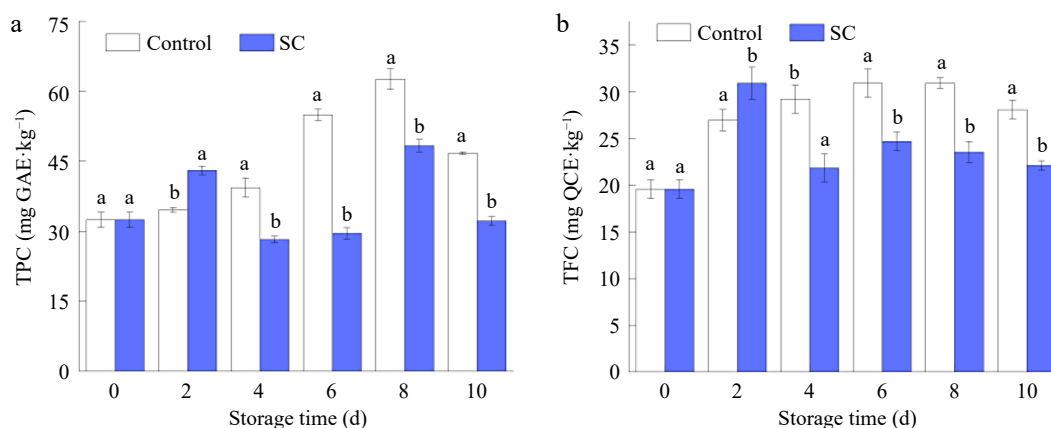 a
Control
SC
TPC (mg GAE·kg⁻¹)
75
60
45
30
15
0
a
a
b
a
a
b
a
b
a
b
a
b
0
2
4
6
8
10
Storage time (d)
b
Control
SC
TFC (mg QCE·kg⁻¹)
35
30
25
20
15
10
5
0
a
a
a
b
b
a
a
b
a
b
a
b
0
2
4
6
8
10
Storage time (d)